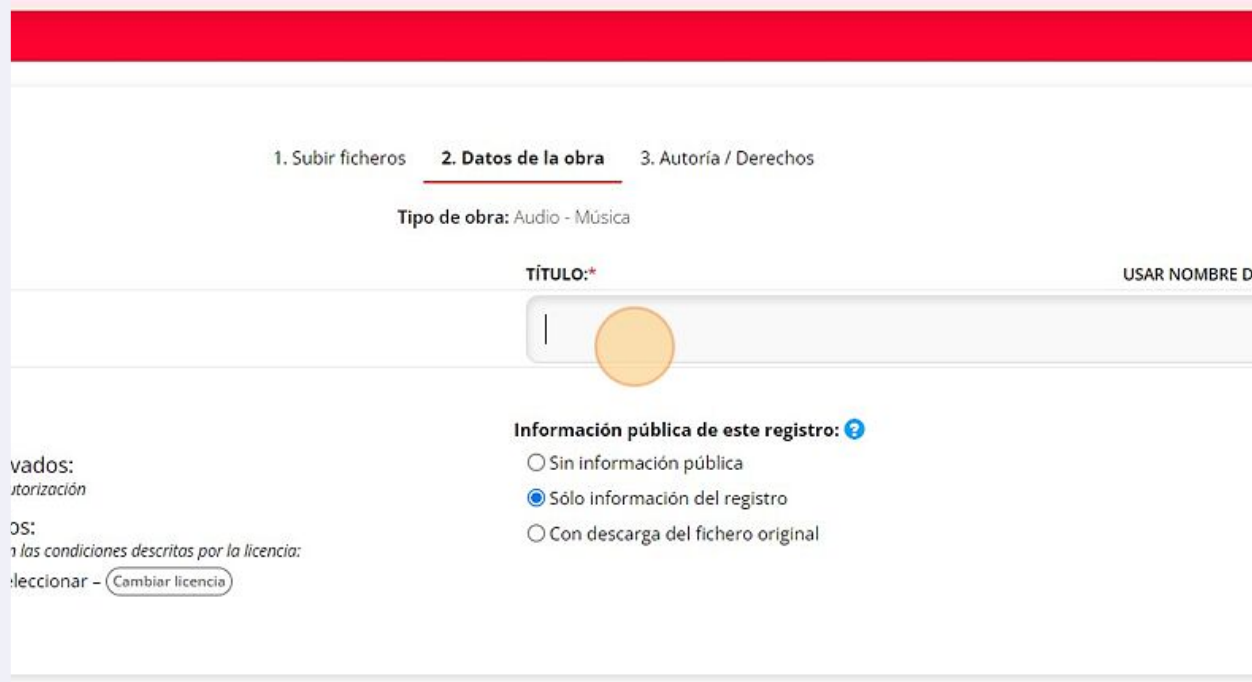 1. Subir ficheros 2. Datos de la obra 3. Autoría / Derechos
Tipo de obra: Audio - Música
TÍTULO:* USAR NOMBRE D
Información pública de este registro: ?
vados:
utorización
Sin información pública
Sólo información del registro
Con descarga del fichero original
os:
n las condiciones descritas por la licencia:
eleccionar – Cambiar licencia